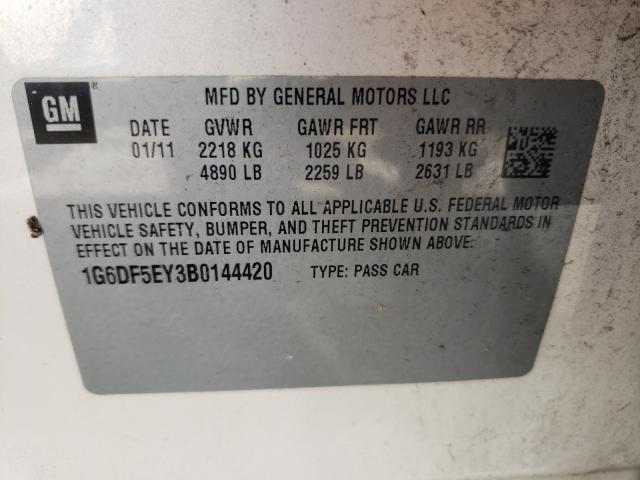 GM
®
MFD BY GENERAL MOTORS LLC
DATE GVWR GAWR FRT GAWR RR
01/11 2218 KG 1025 KG 1193 KG
4890 LB 2259 LB 2631 LB
THIS VEHICLE CONFORMS TO ALL APPLICABLE U.S. FEDERAL MOTOR
VEHICLE SAFETY, BUMPER, AND THEFT PREVENTION STANDARDS IN
EFFECT ON THE DATE OF MANUFACTURE SHOWN ABOVE.
1G6DF5EY3B0144420 TYPE: PASS CAR